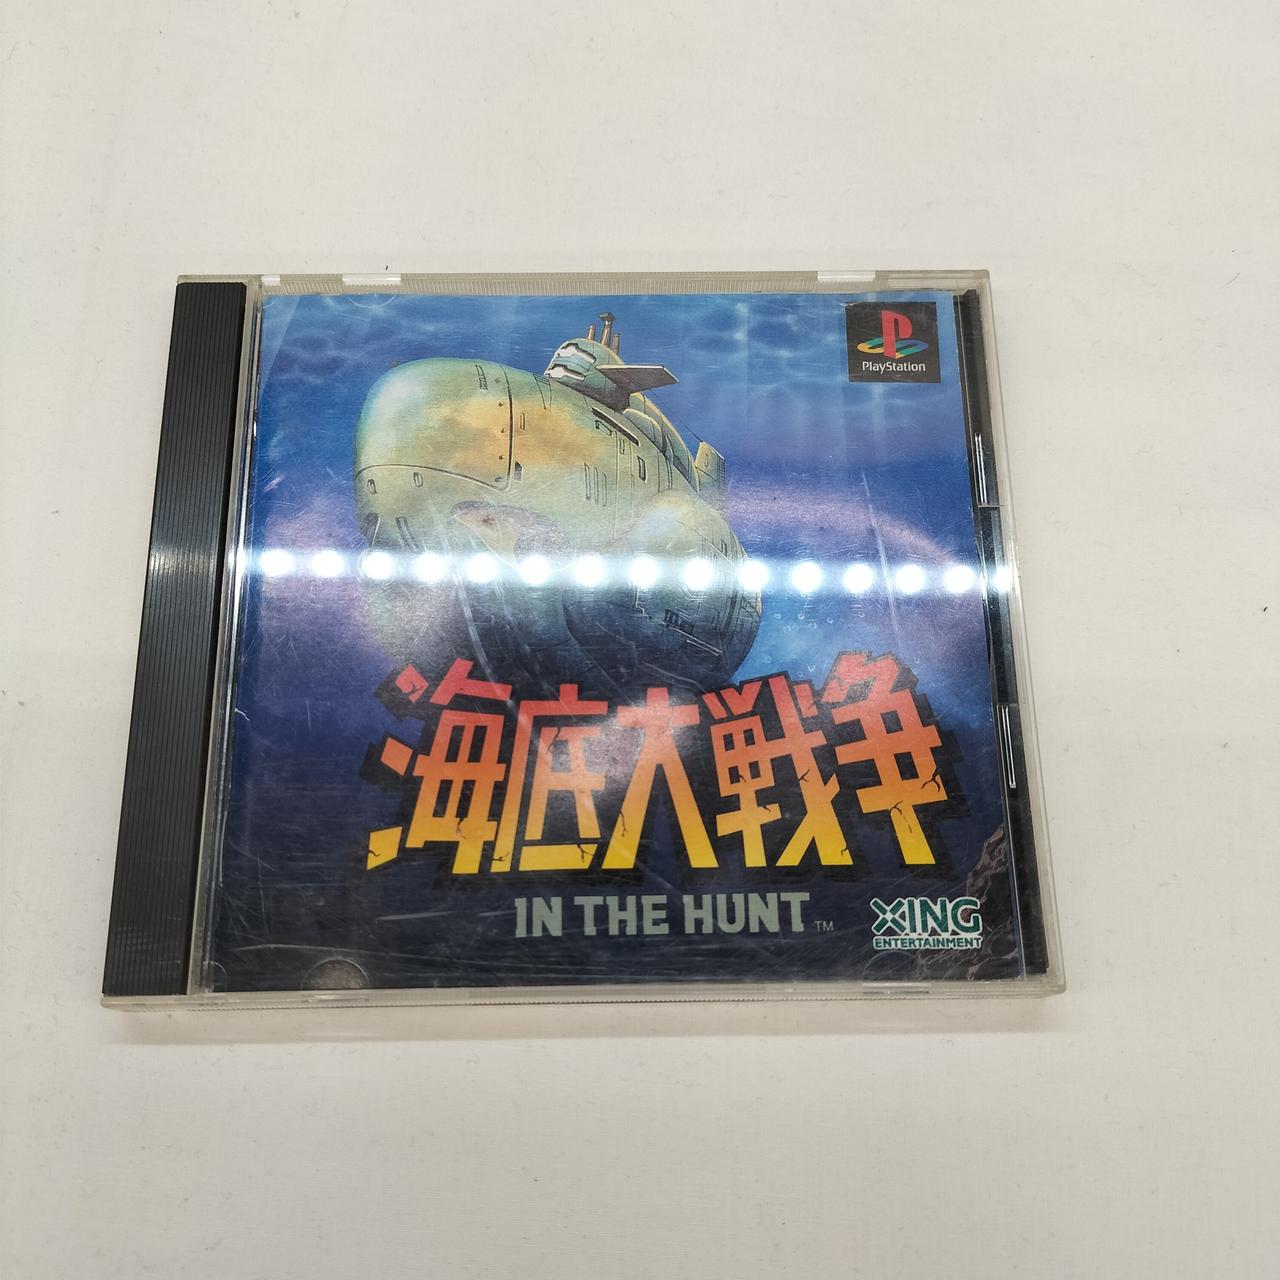 PlayStation
海底大戦争
IN THE HUNT™
XING
ENTERTAINMENT